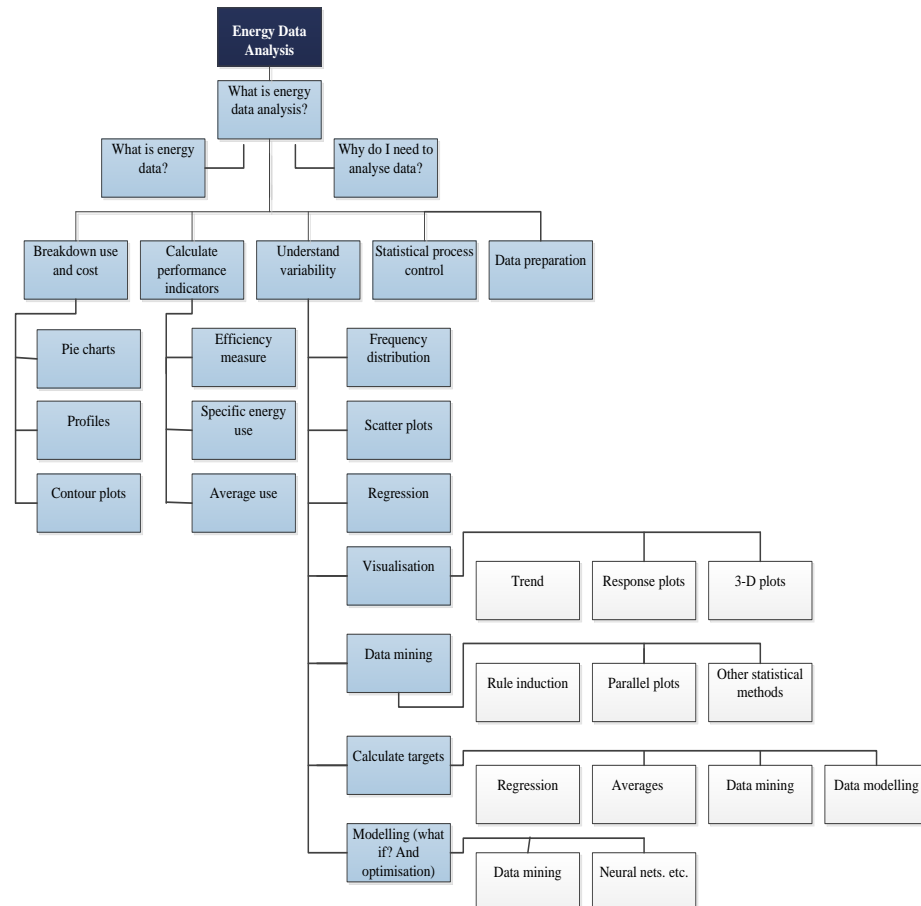 Energy Data
Analysis
What is energy
data analysis?
What is energy
data?
Why do I need to
analyse data?
Breakdown use
and cost
Calculate
performance
indicators
Understand
variability
Statistical process
control
Data preparation
Pie charts
Profiles
Contour plots
Efficiency
measure
Specific energy
use
Average use
Frequency
distribution
Scatter plots
Regression
Visualisation
Trend
Response plots
3-D plots
Data mining
Rule induction
Parallel plots
Other statistical
methods
Calculate targets
Regression
Averages
Data mining
Data modelling
Modelling (what
if? And
optimisation)
Data mining
Neural nets. etc.